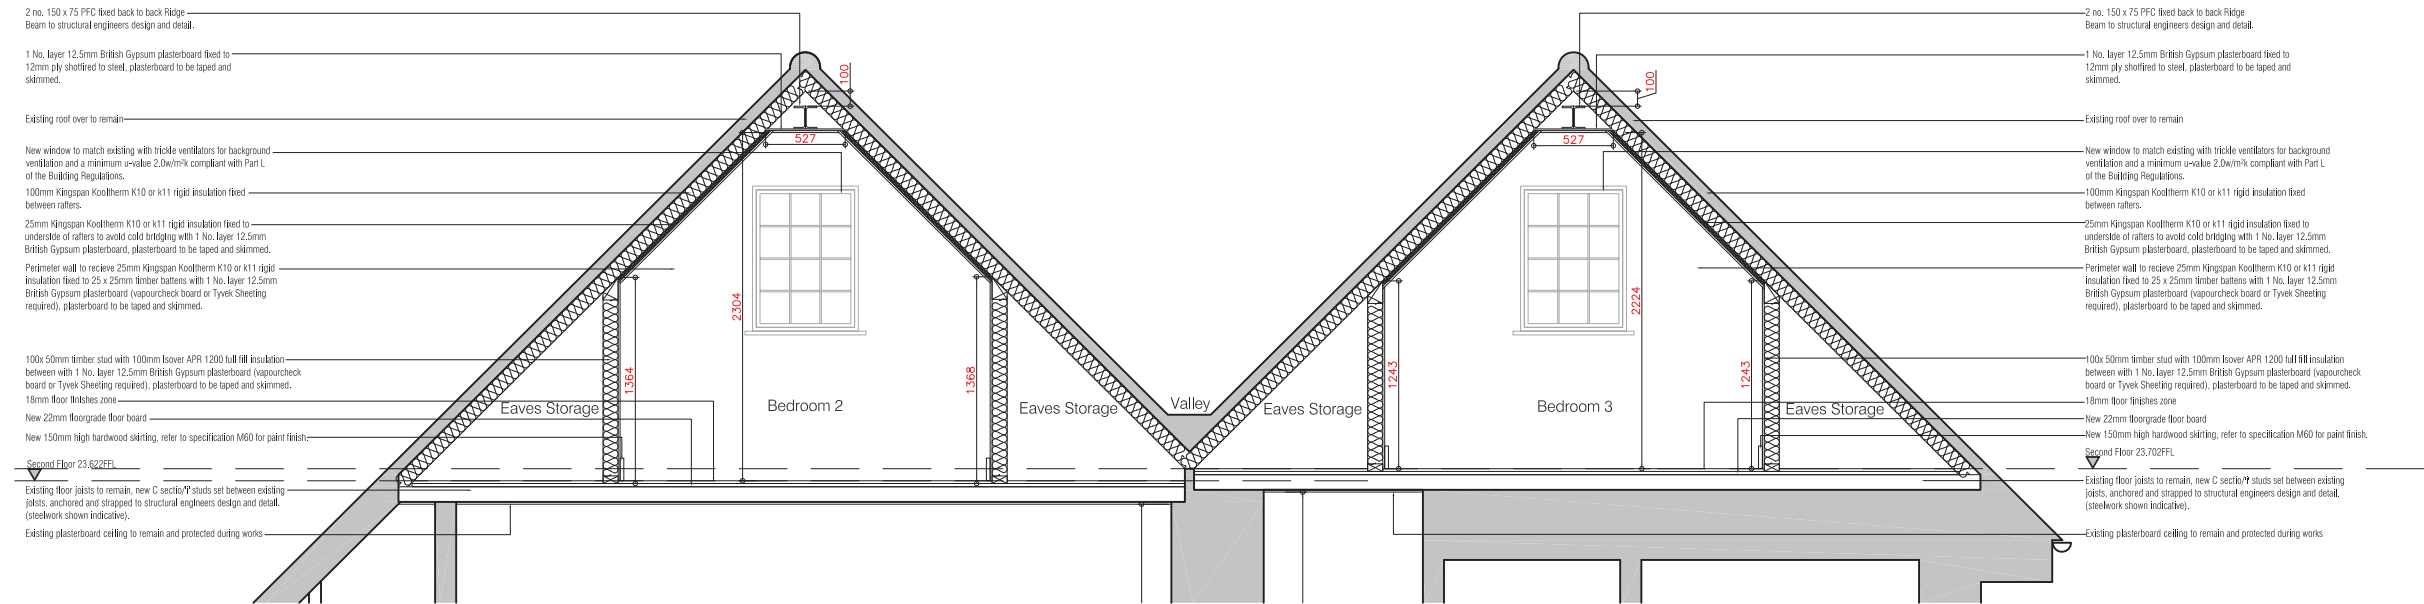 2 no. 150 x 75 PFC fixed back to back Ridge
Beam to structural engineers design and detail.
1 No. layer 12.5mm British Gypsum plasterboard fixed to
12mm ply shotfired to steel, plasterboard to be taped and
skimmed.
Existing roof over to remain
New window to match existing with trickle ventilators for background
ventilation and a minimum u-value 2.0w/m²k compliant with Part L
of the Building Regulations.
100mm Kingspan Kooltherm K10 or k11 rigid insulation fixed
between rafters.
25mm Kingspan Kooltherm K10 or k11 rigid insulation fixed to
underside of rafters to avoid cold bridging with 1 No. layer 12.5mm
British Gypsum plasterboard, plasterboard to be taped and skimmed.
Perimeter wall to recieve 25mm Kingspan Kooltherm K10 or k11 rigid
insulation fixed to 25 x 25mm timber battens with 1 No. layer 12.5mm
British Gypsum plasterboard (vapourcheck board or Tyvek Sheeting
required), plasterboard to be taped and skimmed.
100x 50mm timber stud with 100mm Isover APR 1200 full fill insulation
between with 1 No. layer 12.5mm British Gypsum plasterboard (vapourcheck
board or Tyvek Sheeting required), plasterboard to be taped and skimmed.
18mm floor finishes zone
New 22mm floorgrade floor board
New 150mm high hardwood skirting, refer to specification M60 for paint finish.
Second Floor 23.622FFL
Existing floor joists to remain, new C sectio/'i' studs set between existing
joists, anchored and strapped to structural engineers design and detail.
(steelwork shown indicative).
Existing plasterboard ceiling to remain and protected during works
100
527
2304
1364
1368
Eaves Storage
Bedroom 2
Eaves Storage
Valley
100
527
2224
1243
1243
Eaves Storage
Bedroom 3
Eaves Storage
2 no. 150 x 75 PFC fixed back to back Ridge
Beam to structural engineers design and detail.
1 No. layer 12.5mm British Gypsum plasterboard fixed to
12mm ply shotfired to steel, plasterboard to be taped and
skimmed.
Existing roof over to remain
New window to match existing with trickle ventilators for background
ventilation and a minimum u-value 2.0w/m²k compliant with Part L
of the Building Regulations.
100mm Kingspan Kooltherm K10 or k11 rigid insulation fixed
between rafters.
25mm Kingspan Kooltherm K10 or k11 rigid insulation fixed to
underside of rafters to avoid cold bridging with 1 No. layer 12.5mm
British Gypsum plasterboard, plasterboard to be taped and skimmed.
Perimeter wall to recieve 25mm Kingspan Kooltherm K10 or k11 rigid
insulation fixed to 25 x 25mm timber battens with 1 No. layer 12.5mm
British Gypsum plasterboard (vapourcheck board or Tyvek Sheeting
required), plasterboard to be taped and skimmed.
100x 50mm timber stud with 100mm Isover APR 1200 full fill insulation
between with 1 No. layer 12.5mm British Gypsum plasterboard (vapourcheck
board or Tyvek Sheeting required), plasterboard to be taped and skimmed.
18mm floor finishes zone
New 22mm floorgrade floor board
New 150mm high hardwood skirting, refer to specification M60 for paint finish.
Second Floor 23.702FFL
Existing floor joists to remain, new C sectio/'i' studs set between existing
joists, anchored and strapped to structural engineers design and detail.
(steelwork shown indicative).
Existing plasterboard ceiling to remain and protected during works